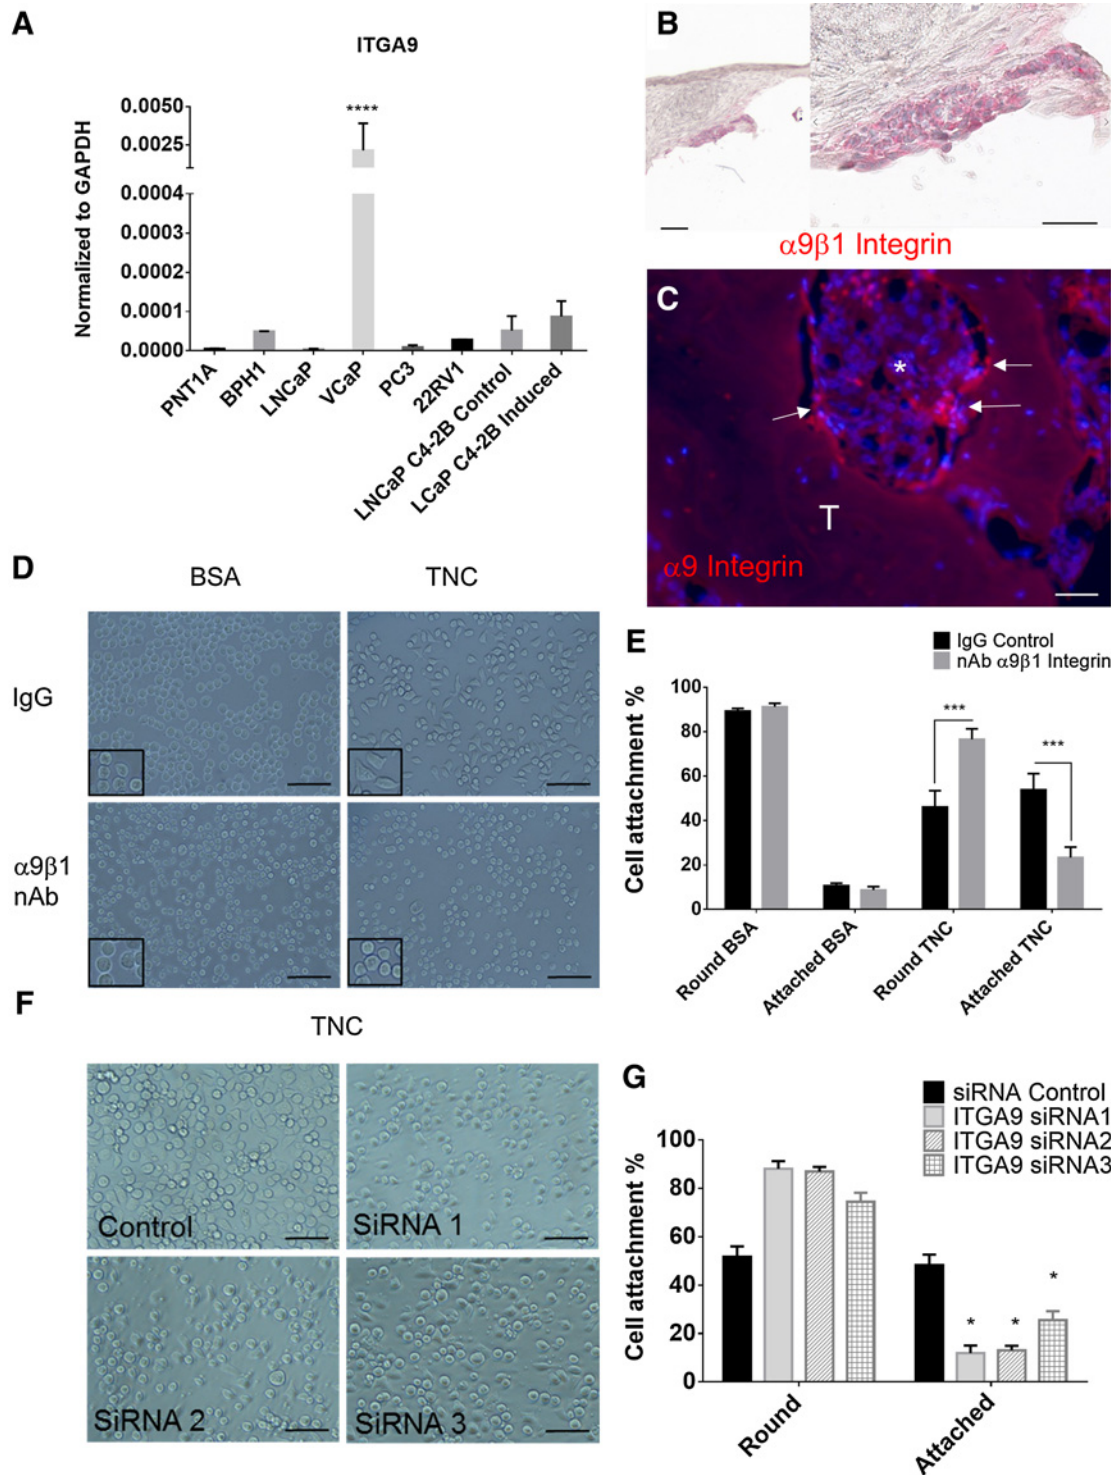 A
ITGA9
Normalized to GAPDH
0.0050
0.0025
0.0004
0.0003
0.0002
0.0001
0.0000
****
PNT1A
BPH1
LNCaP
VCaP
PC3
22RV1
LNCaP C4-2B Control
LCaP C4-2B Induced
B
α9β1 Integrin
C
*
T
α9 Integrin
D
BSA
TNC
IgG
α9β1
nAb
E
IgG Control
nAb α9β1 Integrin
Cell attachment %
100
80
60
40
20
0
***
***
Round BSA
Attached BSA
Round TNC
Attached TNC
F
TNC
Control
SiRNA 1
SiRNA 2
SiRNA 3
G
siRNA Control
ITGA9 siRNA1
ITGA9 siRNA2
ITGA9 siRNA3
Cell attachment %
100
80
60
40
20
0
*
*
*
Round
Attached